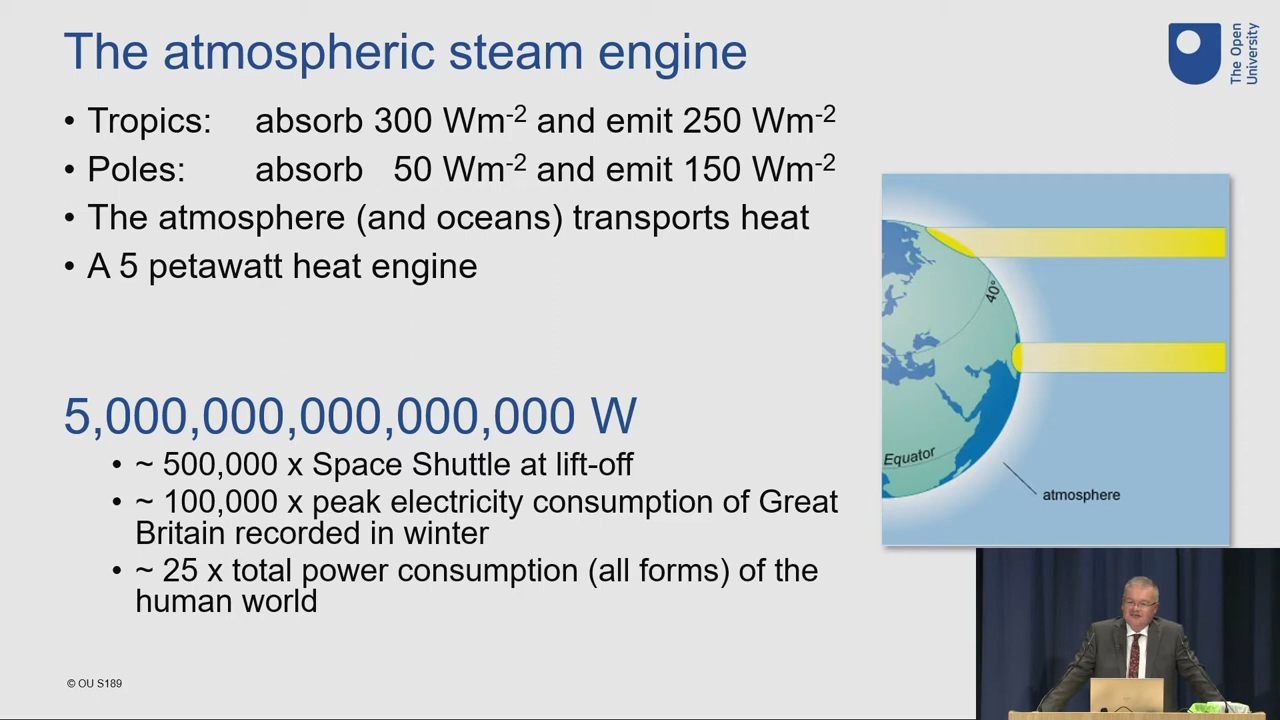 The atmospheric steam engine
The Open
University
• Tropics: absorb 300 Wm-2 and emit 250 Wm-2
• Poles: absorb 50 Wm-2 and emit 150 Wm-2
• The atmosphere (and oceans) transports heat
• A 5 petawatt heat engine
40°
Equator
atmosphere
5,000,000,000,000,000 W
• ~ 500,000 x Space Shuttle at lift-off
• ~ 100,000 x peak electricity consumption of Great
Britain recorded in winter
• ~ 25 x total power consumption (all forms) of the
human world
© OU S189